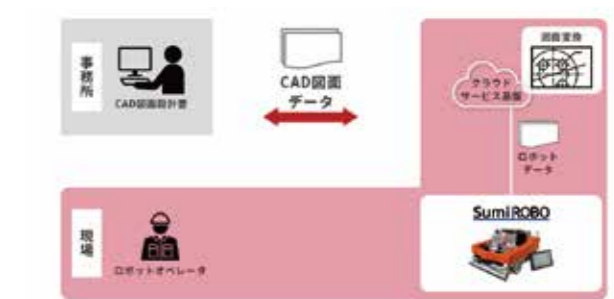 事務所
CAD図面設計者
CAD図面
データ
図面変換
クラウド
サービス基盤
ロボット
データ
現場
ロボットオペレータ
SumiROBO